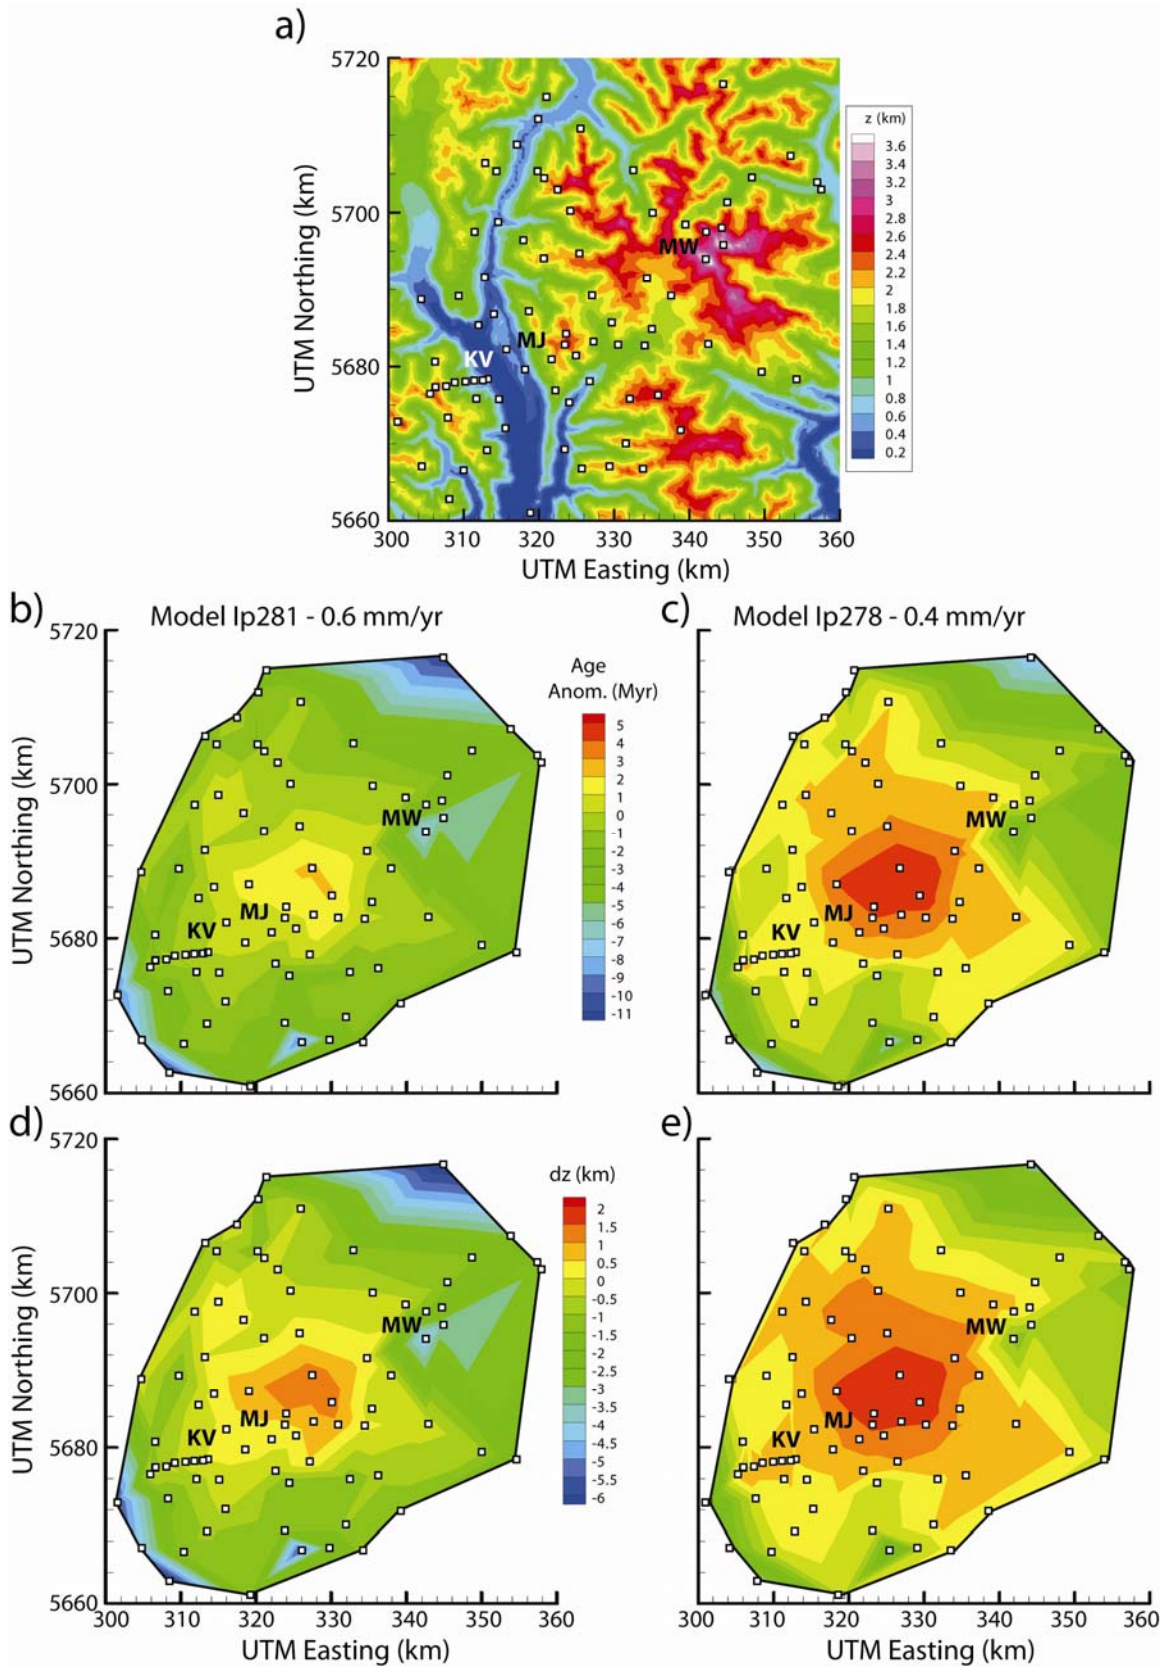 a)
5720
5700
5680
5660
UTM Northing (km)
300 310 320 330 340 350 360
UTM Easting (km)
MW
MJ
KV
z (km)
3.6
3.4
3.2
3
2.8
2.6
2.4
2.2
2
1.8
1.6
1.4
1.2
1
0.8
0.6
0.4
0.2
b) Model lp281 - 0.6 mm/yr
5720
5700
5680
5660
UTM Northing (km)
MW
MJ
KV
Age
Anom. (Myr)
5
4
3
2
1
0
-1
-2
-3
-4
-5
-6
-7
-8
-9
-10
-11
c) Model lp278 - 0.4 mm/yr
MW
MJ
KV
d)
5720
5700
5680
5660
UTM Northing (km)
MW
MJ
KV
300 310 320 330 340 350 360
UTM Easting (km)
dz (km)
2
1.5
1
0.5
0
-0.5
-1
-1.5
-2
-2.5
-3
-3.5
-4
-4.5
-5
-5.5
-6
e)
MW
MJ
KV
300 310 320 330 340 350 360
UTM Easting (km)